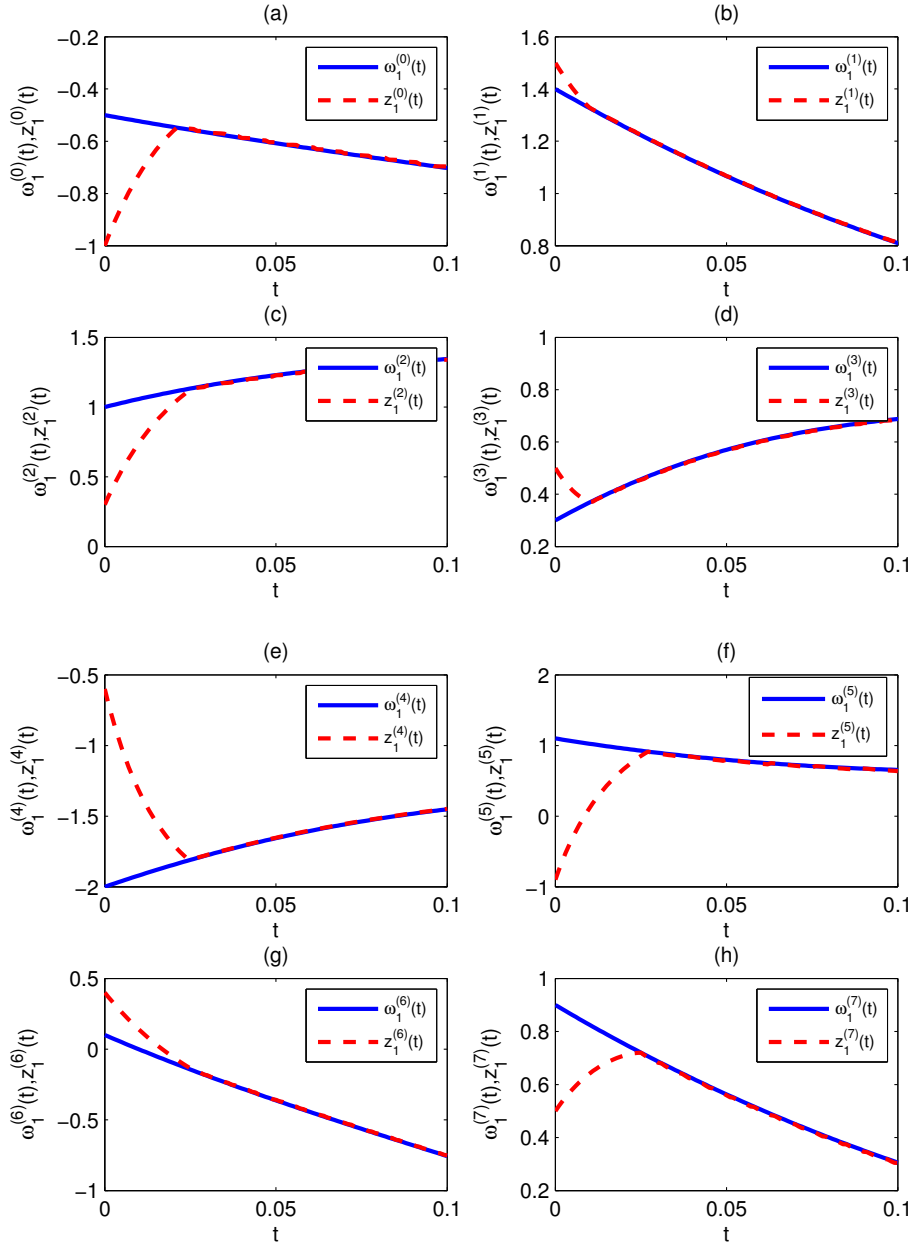 (a)
ω₁⁽⁰⁾(t),z₁⁽⁰⁾(t)
−0.2
−0.4
−0.6
−0.8
−1
ω₁⁽⁰⁾(t)
z₁⁽⁰⁾(t)
0
0.05
0.1
t
(b)
ω₁⁽¹⁾(t),z₁⁽¹⁾(t)
1.6
1.4
1.2
1
0.8
ω₁⁽¹⁾(t)
z₁⁽¹⁾(t)
0
0.05
0.1
t
(c)
ω₁⁽²⁾(t),z₁⁽²⁾(t)
1.5
1
0.5
0
ω₁⁽²⁾(t)
z₁⁽²⁾(t)
0
0.05
0.1
t
(d)
ω₁⁽³⁾(t),z₁⁽³⁾(t)
1
0.8
0.6
0.4
0.2
ω₁⁽³⁾(t)
z₁⁽³⁾(t)
0
0.05
0.1
t
(e)
ω₁⁽⁴⁾(t),z₁⁽⁴⁾(t)
−0.5
−1
−1.5
−2
ω₁⁽⁴⁾(t)
z₁⁽⁴⁾(t)
0
0.05
0.1
t
(f)
ω₁⁽⁵⁾(t),z₁⁽⁵⁾(t)
2
1
0
−1
ω₁⁽⁵⁾(t)
z₁⁽⁵⁾(t)
0
0.05
0.1
t
(g)
ω₁⁽⁶⁾(t),z₁⁽⁶⁾(t)
0.5
0
−0.5
−1
ω₁⁽⁶⁾(t)
z₁⁽⁶⁾(t)
0
0.05
0.1
t
(h)
ω₁⁽⁷⁾(t),z₁⁽⁷⁾(t)
1
0.8
0.6
0.4
0.2
ω₁⁽⁷⁾(t)
z₁⁽⁷⁾(t)
0
0.05
0.1
t